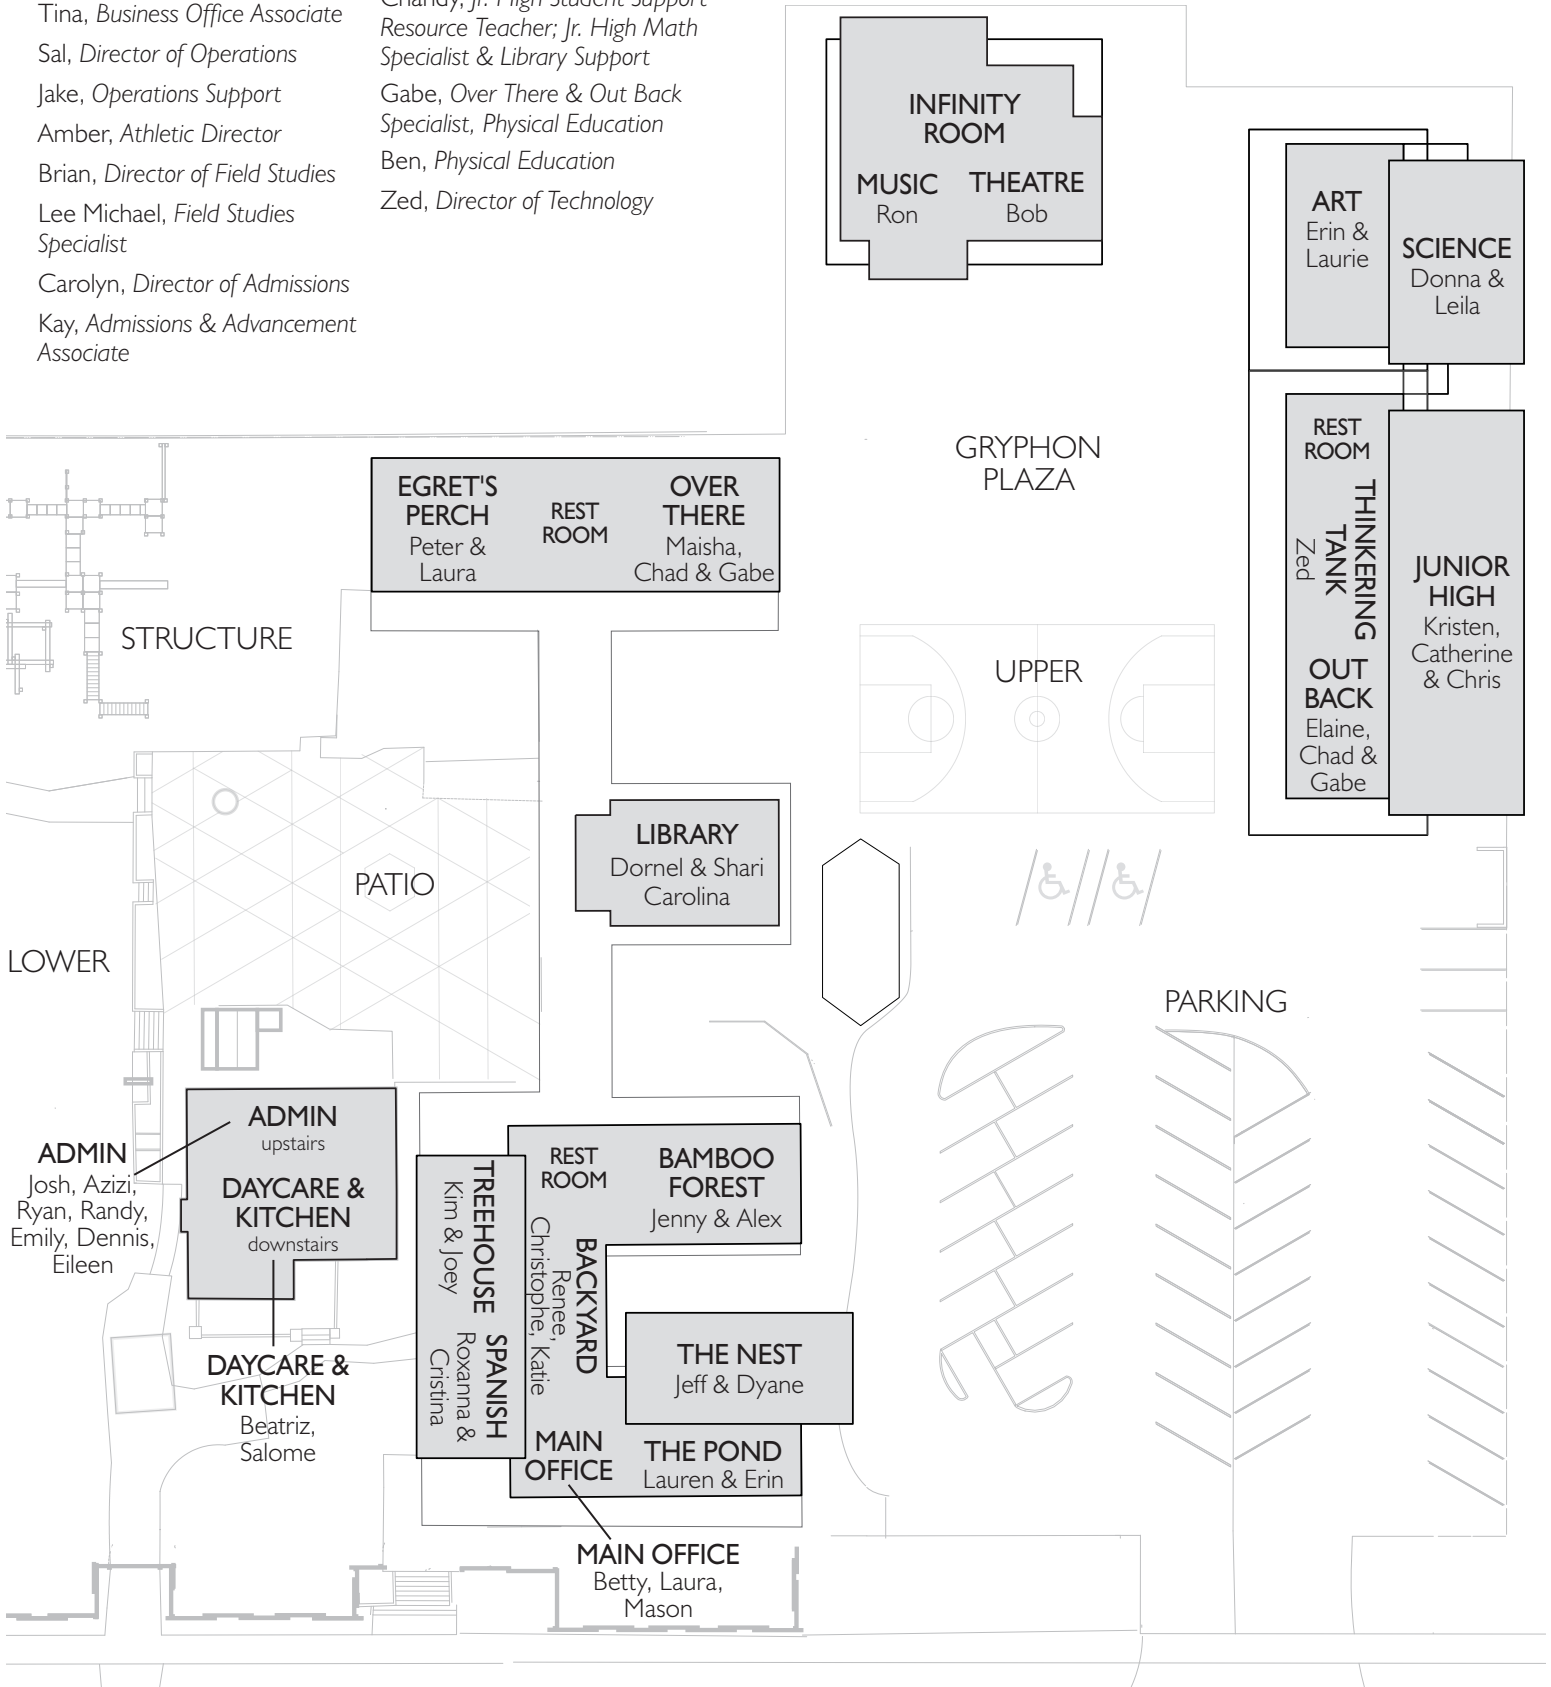 Tina, Business Office Associate
Sal, Director of Operations
Jake, Operations Support
Amber, Athletic Director
Brian, Director of Field Studies
Lee Michael, Field Studies
Specialist
Carolyn, Director of Admissions
Kay, Admissions & Advancement
Associate
Chandy, Jr. High Student Support
Resource Teacher; Jr. High Math
Specialist & Library Support
Gabe, Over There & Out Back
Specialist, Physical Education
Ben, Physical Education
Zed, Director of Technology
INFINITY
ROOM
MUSIC
Ron
THEATRE
Bob
ART
Erin &
Laurie
SCIENCE
Donna &
Leila
GRYPHON
PLAZA
EGRET'S
PERCH
Peter &
Laura
REST
ROOM
OVER
THERE
Maisha,
Chad & Gabe
REST
ROOM
THINKERING
TANK
Zed
OUT
BACK
Elaine,
Chad &
Gabe
JUNIOR
HIGH
Kristen,
Catherine
& Chris
STRUCTURE
UPPER
LIBRARY
Dornel & Shari
Carolina
PATIO
LOWER
PARKING
ADMIN
upstairs
DAYCARE &
KITCHEN
downstairs
ADMIN
Josh, Azizi,
Ryan, Randy,
Emily, Dennis,
Eileen
DAYCARE &
KITCHEN
Beatriz,
Salome
TREEHOUSE
Kim & Joey
SPANISH
Roxanna &
Cristina
REST
ROOM
BAMBOO
FOREST
Jenny & Alex
BACKYARD
Renee,
Christophe, Katie
THE NEST
Jeff & Dyane
MAIN
OFFICE
THE POND
Lauren & Erin
MAIN OFFICE
Betty, Laura,
Mason